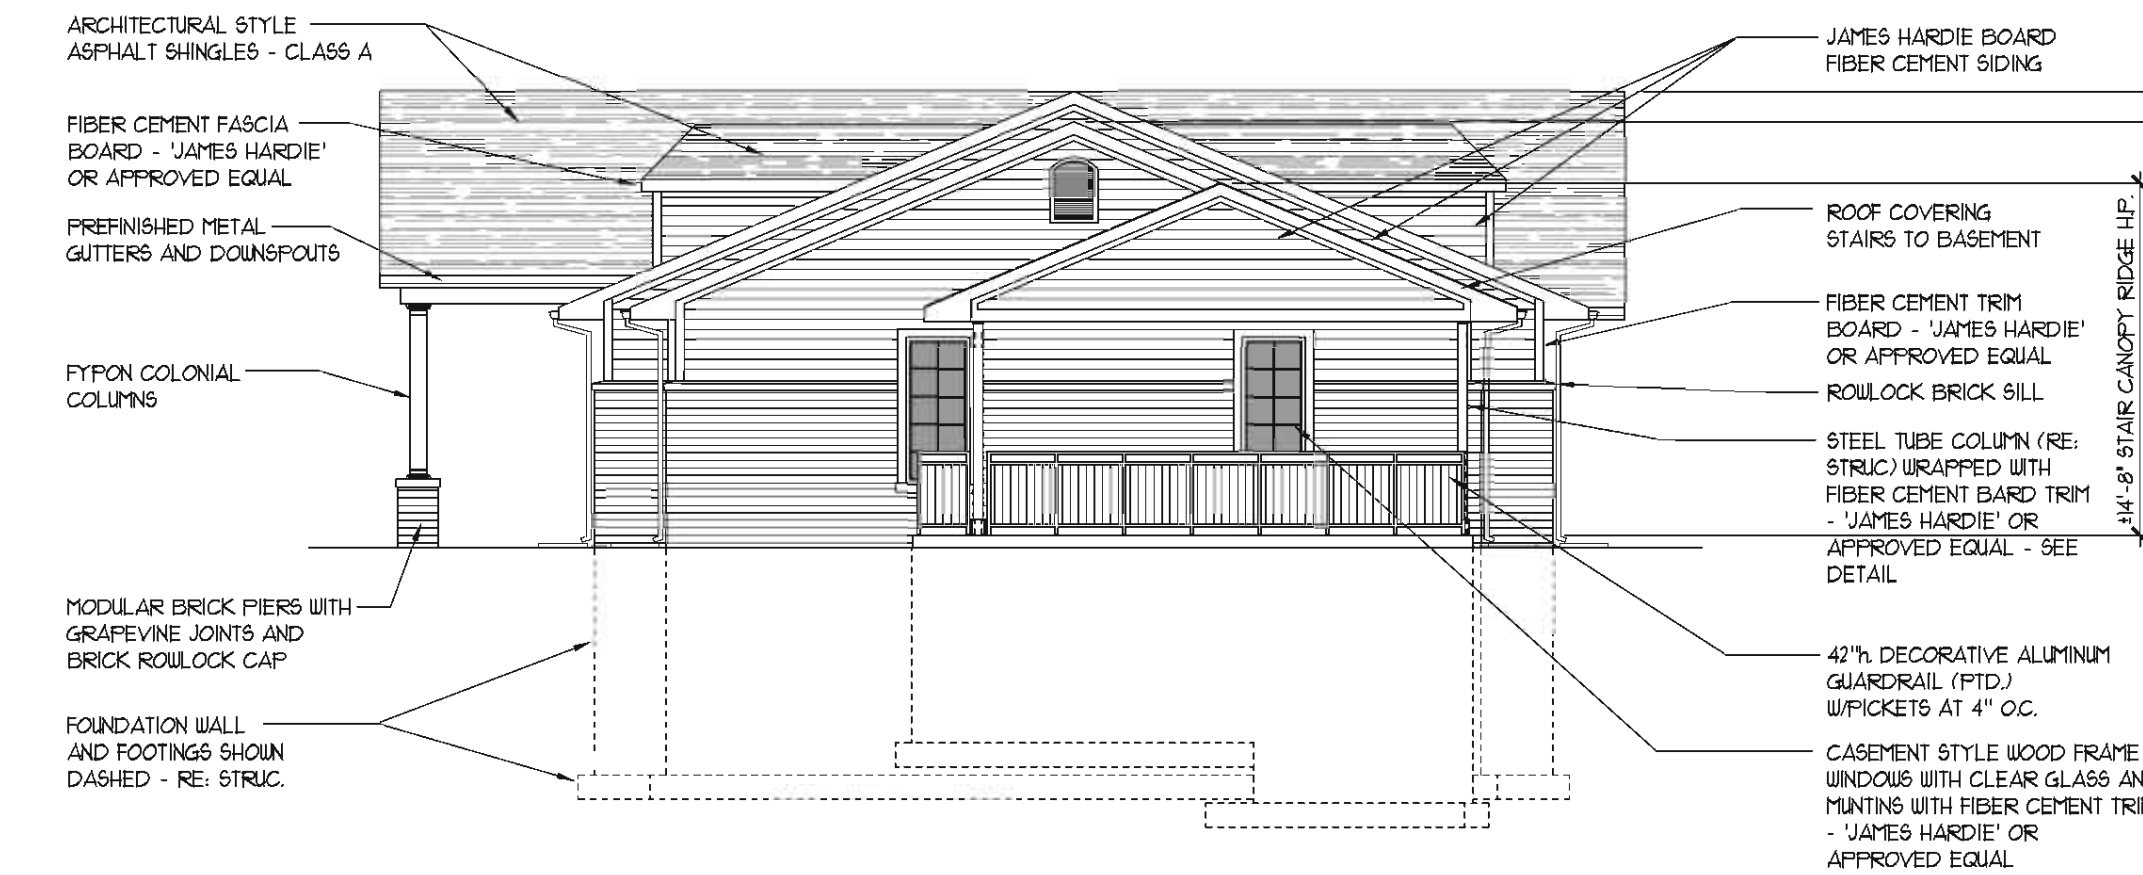 ARCHITECTURAL STYLE
ASPHALT SHINGLES - CLASS A
FIBER CEMENT FASCIA
BOARD - 'JAMES HARDIE'
OR APPROVED EQUAL
PREFINISHED METAL
GUTTERS AND DOWNSPOUTS
FYPON COLONIAL
COLUMNS
MODULAR BRICK PIERS WITH
GRAPEVINE JOINTS AND
BRICK ROWLOCK CAP
FOUNDATION WALL
AND FOOTINGS SHOWN
DASHED - RE: STRUC.
JAMES HARDIE BOARD
FIBER CEMENT SIDING
ROOF COVERING
STAIRS TO BASEMENT
FIBER CEMENT TRIM
BOARD - 'JAMES HARDIE'
OR APPROVED EQUAL
ROWLOCK BRICK SILL
STEEL TUBE COLUMN (RE:
STRUC) WRAPPED WITH
FIBER CEMENT BARD TRIM
- 'JAMES HARDIE' OR
APPROVED EQUAL - SEE
DETAIL
42"h. DECORATIVE ALUMINUM
GUARDRAIL (PTD.)
W/PICKETS AT 4" O.C.
CASEMENT STYLE WOOD FRAME
WINDOWS WITH CLEAR GLASS AN
MUNTINS WITH FIBER CEMENT TRI
- 'JAMES HARDIE' OR
APPROVED EQUAL
±14'-8" STAIR CANOPY RIDGE H.P.